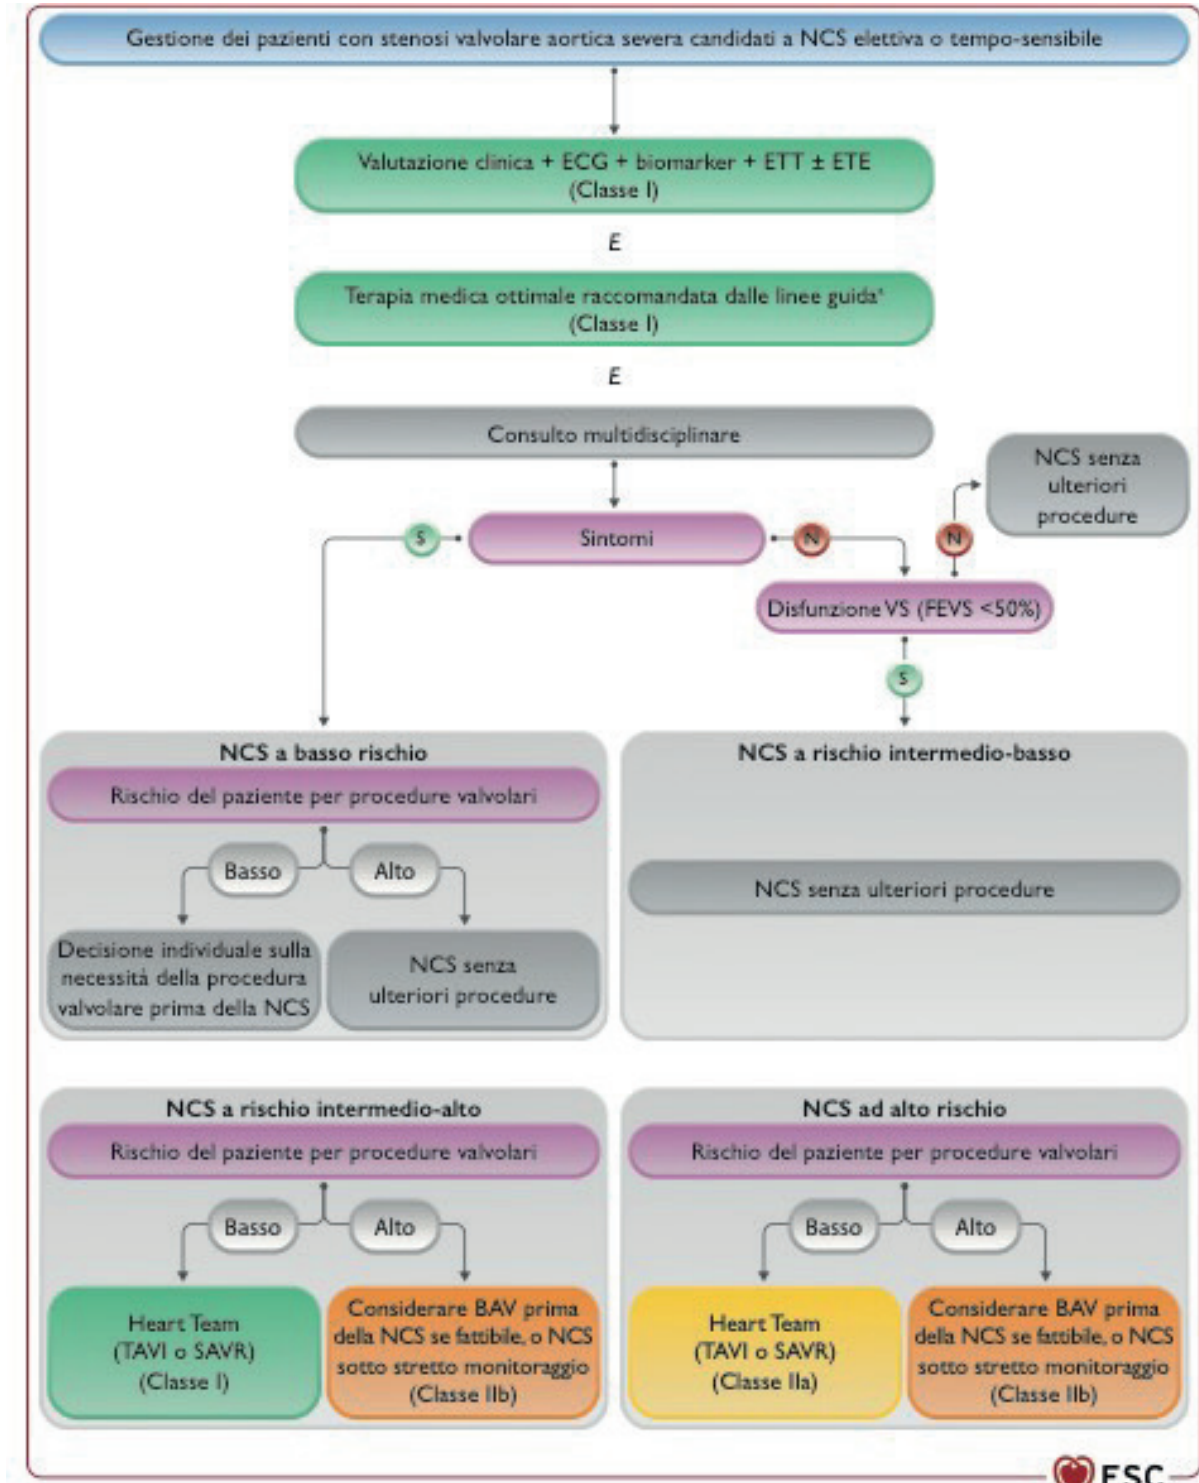 Gestione dei pazienti con stenosi valvolare aortica severa candidati a NCS elettiva o tempo-sensibile
Valutazione clinica + ECG + biomarker + ETT ± ETE
(Classe I)
E
Terapia medica ottimale raccomandata dalle linee guidaᵃ
(Classe I)
E
Consulto multidisciplinare
NCS senza
ulteriori
procedure
S
Sintomi
N
N
Disfunzione VS (FEVS <50%)
S
NCS a basso rischio
Rischio del paziente per procedure valvolari
Basso
Alto
Decisione individuale sulla
necessità della procedura
valvolare prima della NCS
NCS senza
ulteriori procedure
NCS a rischio intermedio-basso
NCS senza ulteriori procedure
NCS a rischio intermedio-alto
Rischio del paziente per procedure valvolari
Basso
Alto
Heart Team
(TAVI o SAVR)
(Classe I)
Considerare BAV prima
della NCS se fattibile, o NCS
sotto stretto monitoraggio
(Classe IIb)
NCS ad alto rischio
Rischio del paziente per procedure valvolari
Basso
Alto
Heart Team
(TAVI o SAVR)
(Classe IIa)
Considerare BAV prima
della NCS se fattibile, o NCS
sotto stretto monitoraggio
(Classe IIb)
ESC